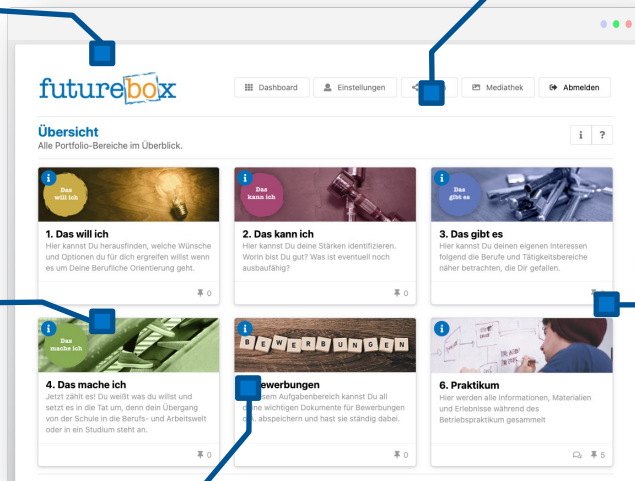 futurebox
Dashboard
Einstellungen
Mediathek
Abmelden
Übersicht
Alle Portfolio-Bereiche im Überblick.
i ?
i
Das
will ich
1. Das will ich
Hier kannst Du herausfinden, welche Wünsche
und Optionen du für dich ergreifen willst wenn
es um Deine Berufliche Orientierung geht.
0
i
Das
kann ich
2. Das kann ich
Hier kannst Du deine Stärken identifizieren.
Worin bist Du gut? Was ist eventuell noch
ausbaufähig?
0
i
Das
gibt es
3. Das gibt es
Hier kannst Du deinen eigenen Interessen
folgend die Berufe und Tätigkeitsbereiche
näher betrachten, die Dir gefallen.
i
Das
mache ich
4. Das mache ich
Jetzt zählt es! Du weißt was du willst und
setzt es in die Tat um, denn dein Übergang
von der Schule in die Berufs- und Arbeitswelt
oder in ein Studium steht an.
0
i
BEWERBUNGEN
ewerbungen
sem Aufgabenbereich kannst Du all
ne wichtigen Dokumente für Bewerbungen
abspeichern und hast sie ständig dabei.
0
i
6. Praktikum
Hier werden alle Informationen, Materialien
und Erlebnisse während des
Betriebspraktikum gesammelt
5